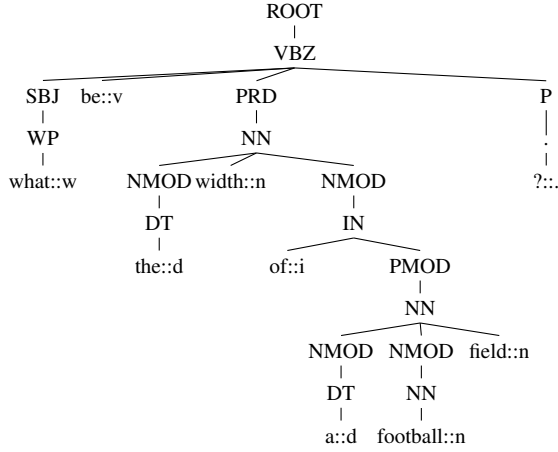 ROOT
VBZ
SBJ be::v PRD P
WP NN .
what::w NMOD width::n NMOD ?::.
DT IN
the::d of::i PMOD
NN
NMOD NMOD field::n
DT NN
a::d football::n